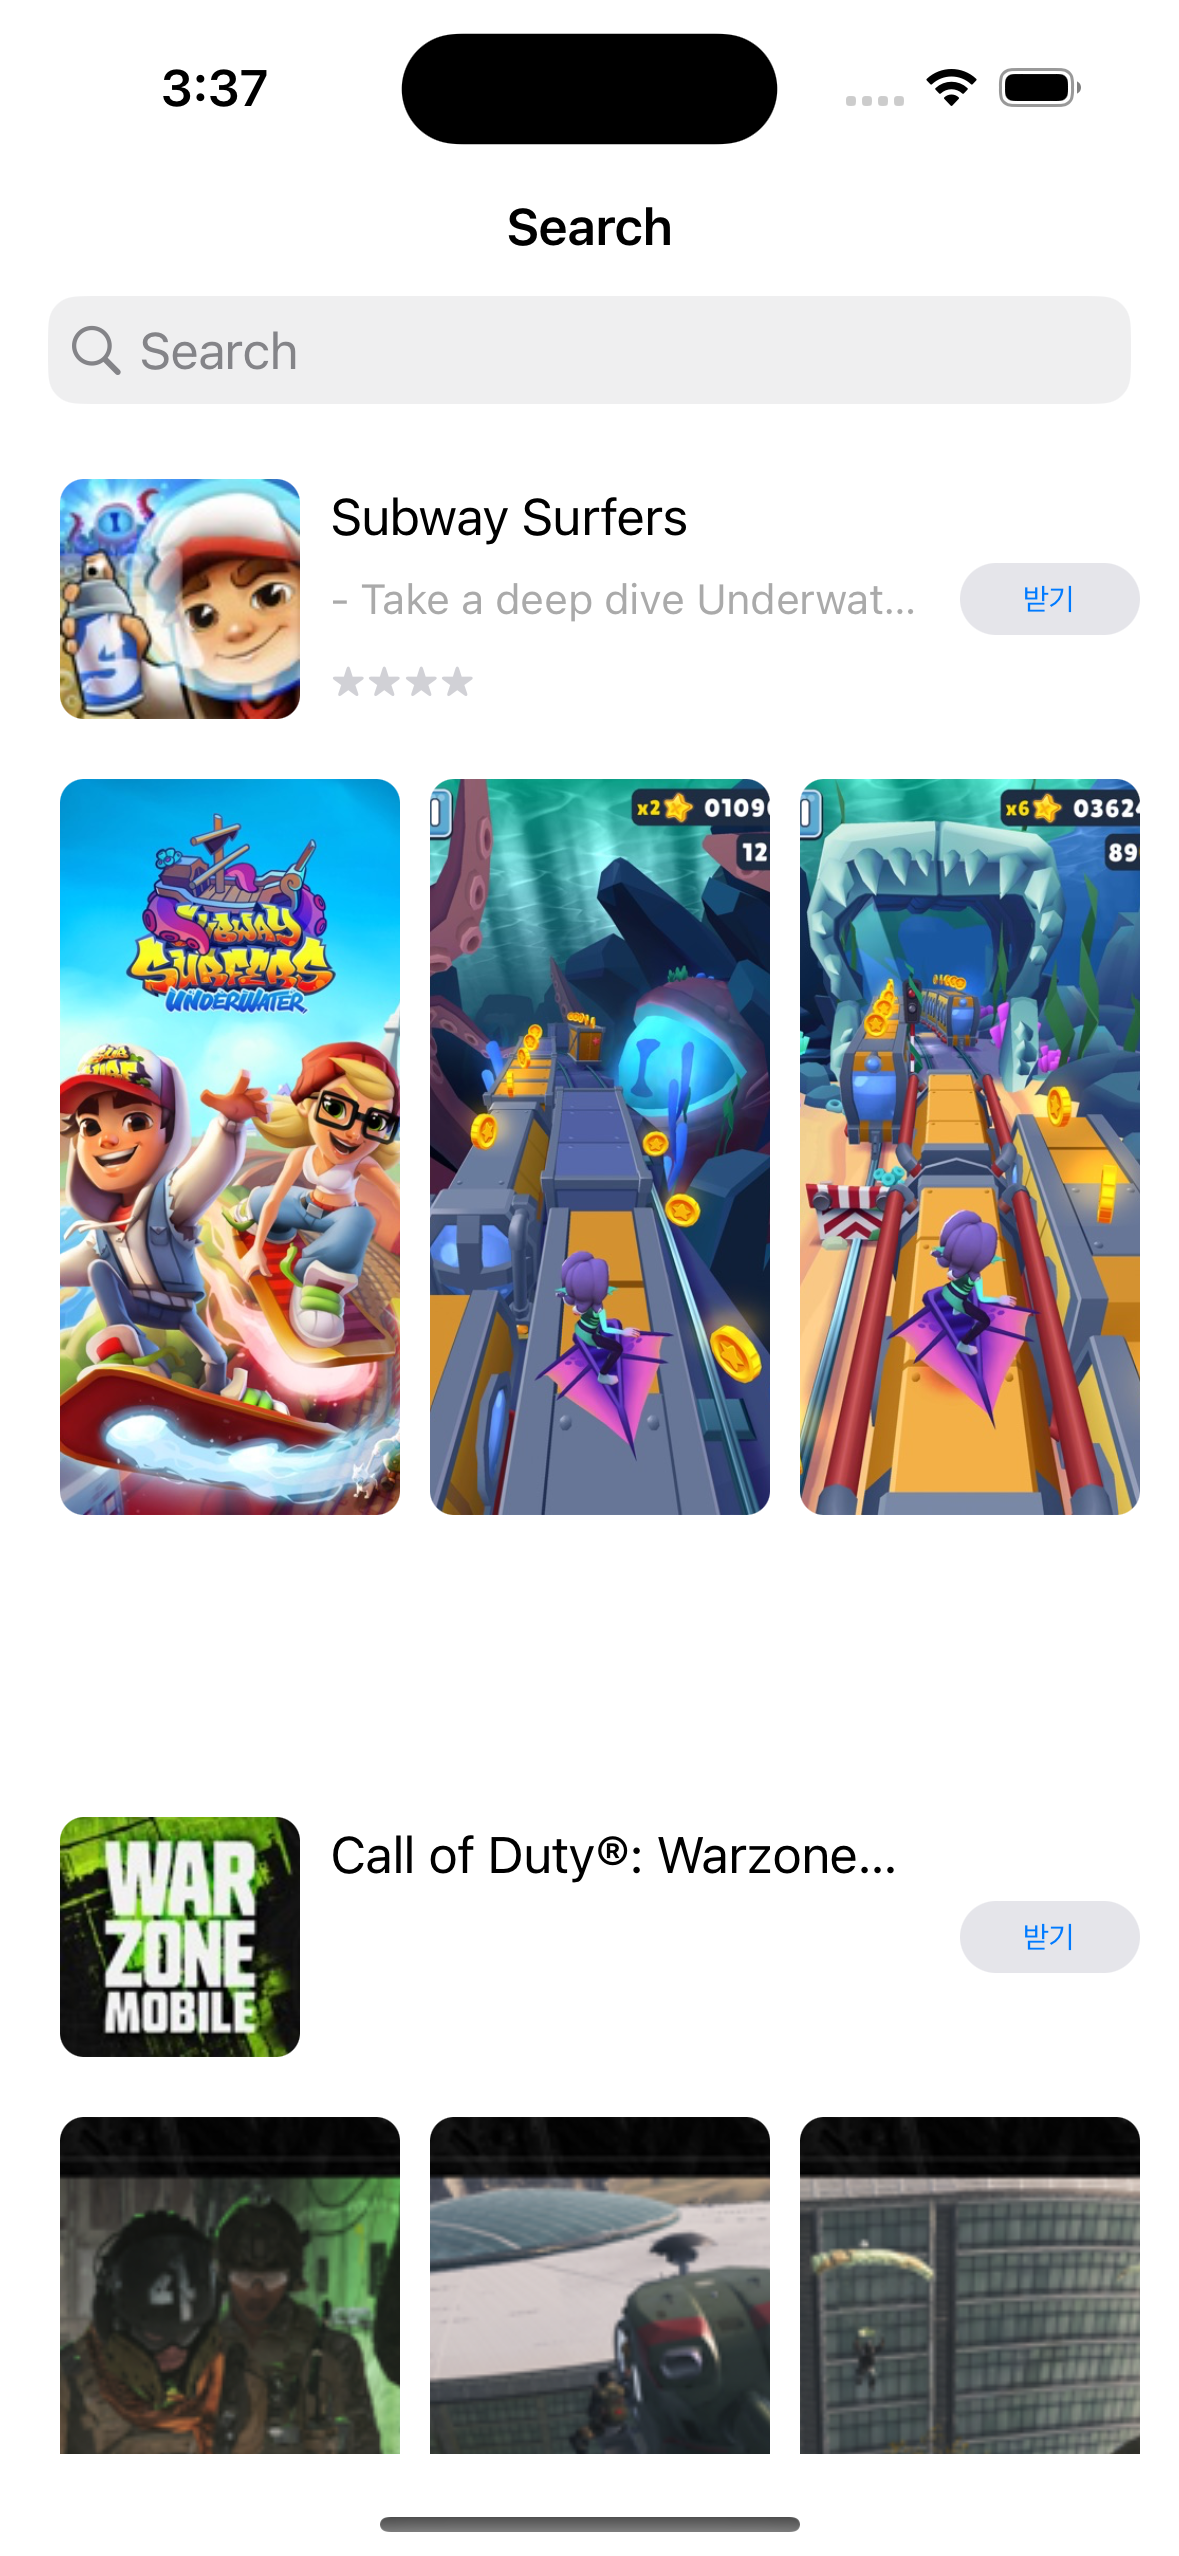 3:37
Search
Search
Subway Surfers
- Take a deep dive Underwat...
받기
SUBWAY
SURFERS
UNDERWATER
x2 0109
12
x6 03624
89
Call of Duty®: Warzone...
받기
WAR
ZONE
MOBILE